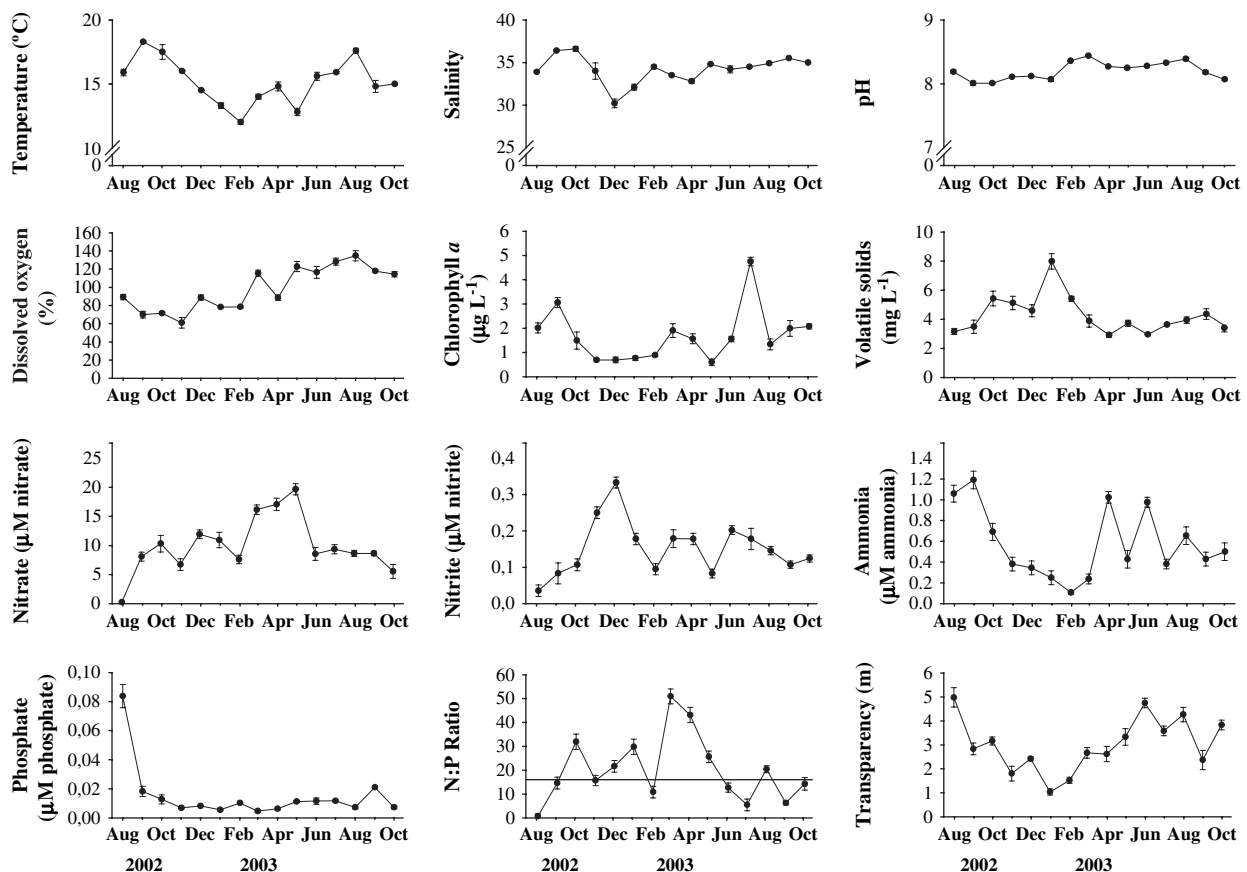 Temperature (°C)
20
15
10
0
Aug Oct Dec Feb Apr Jun Aug Oct
Salinity
40
35
30
25
0
Aug Oct Dec Feb Apr Jun Aug Oct
pH
9
8
7
0
Aug Oct Dec Feb Apr Jun Aug Oct
Dissolved oxygen
(%)
160
140
120
100
80
60
40
20
0
Aug Oct Dec Feb Apr Jun Aug Oct
Chlorophyll a
(µg L-1)
6
5
4
3
2
1
0
Aug Oct Dec Feb Apr Jun Aug Oct
Volatile solids
(mg L-1)
10
8
6
4
2
0
Aug Oct Dec Feb Apr Jun Aug Oct
Nitrate (µM nitrate)
25
20
15
10
5
0
Aug Oct Dec Feb Apr Jun Aug Oct
Nitrite (µM nitrite)
0,4
0,3
0,2
0,1
0,0
Aug Oct Dec Feb Apr Jun Aug Oct
Ammonia
(µM ammonia)
1.4
1.2
1.0
0.8
0.6
0.4
0.2
0.0
Aug Oct Dec Feb Apr Jun Aug Oct
Phosphate
(µM phosphate)
0,10
0,08
0,06
0,04
0,02
0,00
Aug Oct Dec Feb Apr Jun Aug Oct
2002 2003
N:P Ratio
60
50
40
30
20
10
0
Aug Oct Dec Feb Apr Jun Aug Oct
2002 2003
Transparency (m)
6
5
4
3
2
1
0
Aug Oct Dec Feb Apr Jun Aug Oct
2002 2003